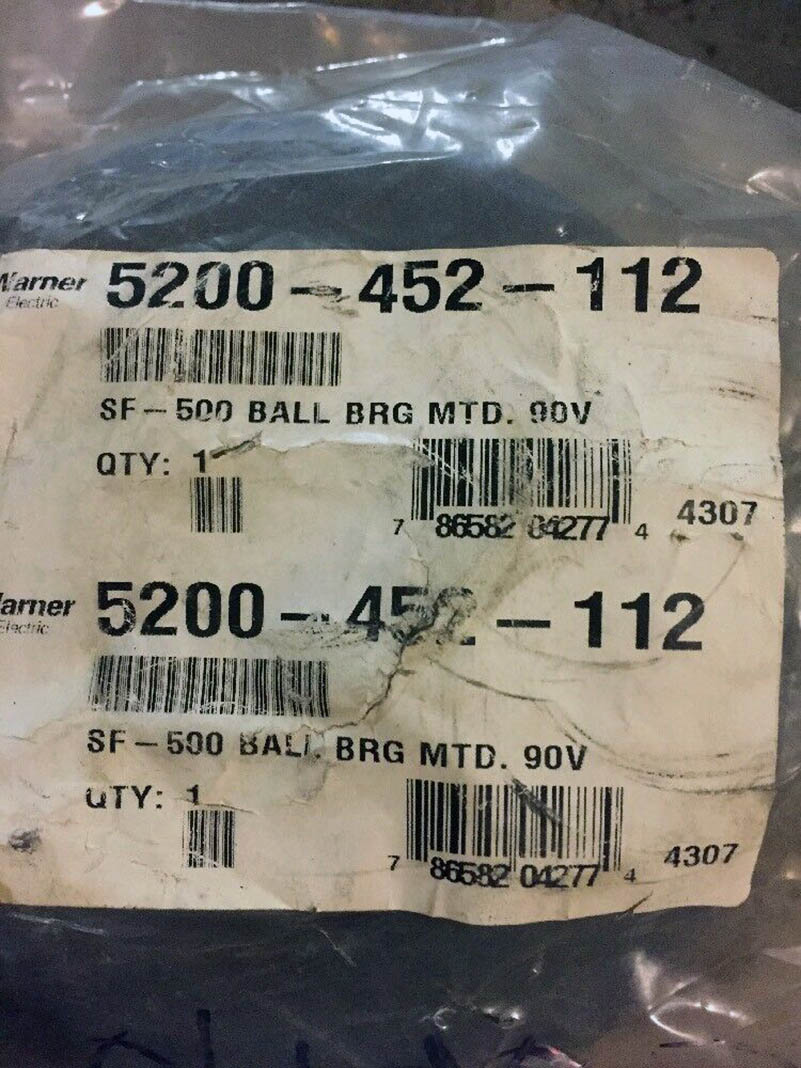 Warner Electric 5200-452-112
SF-500 BALL BRG MTD. 90V
QTY: 1
7 86582 04277 4 4307
Warner Electric 5200-452-112
SF-500 BALL BRG MTD. 90V
QTY: 1
7 86582 04277 4 4307